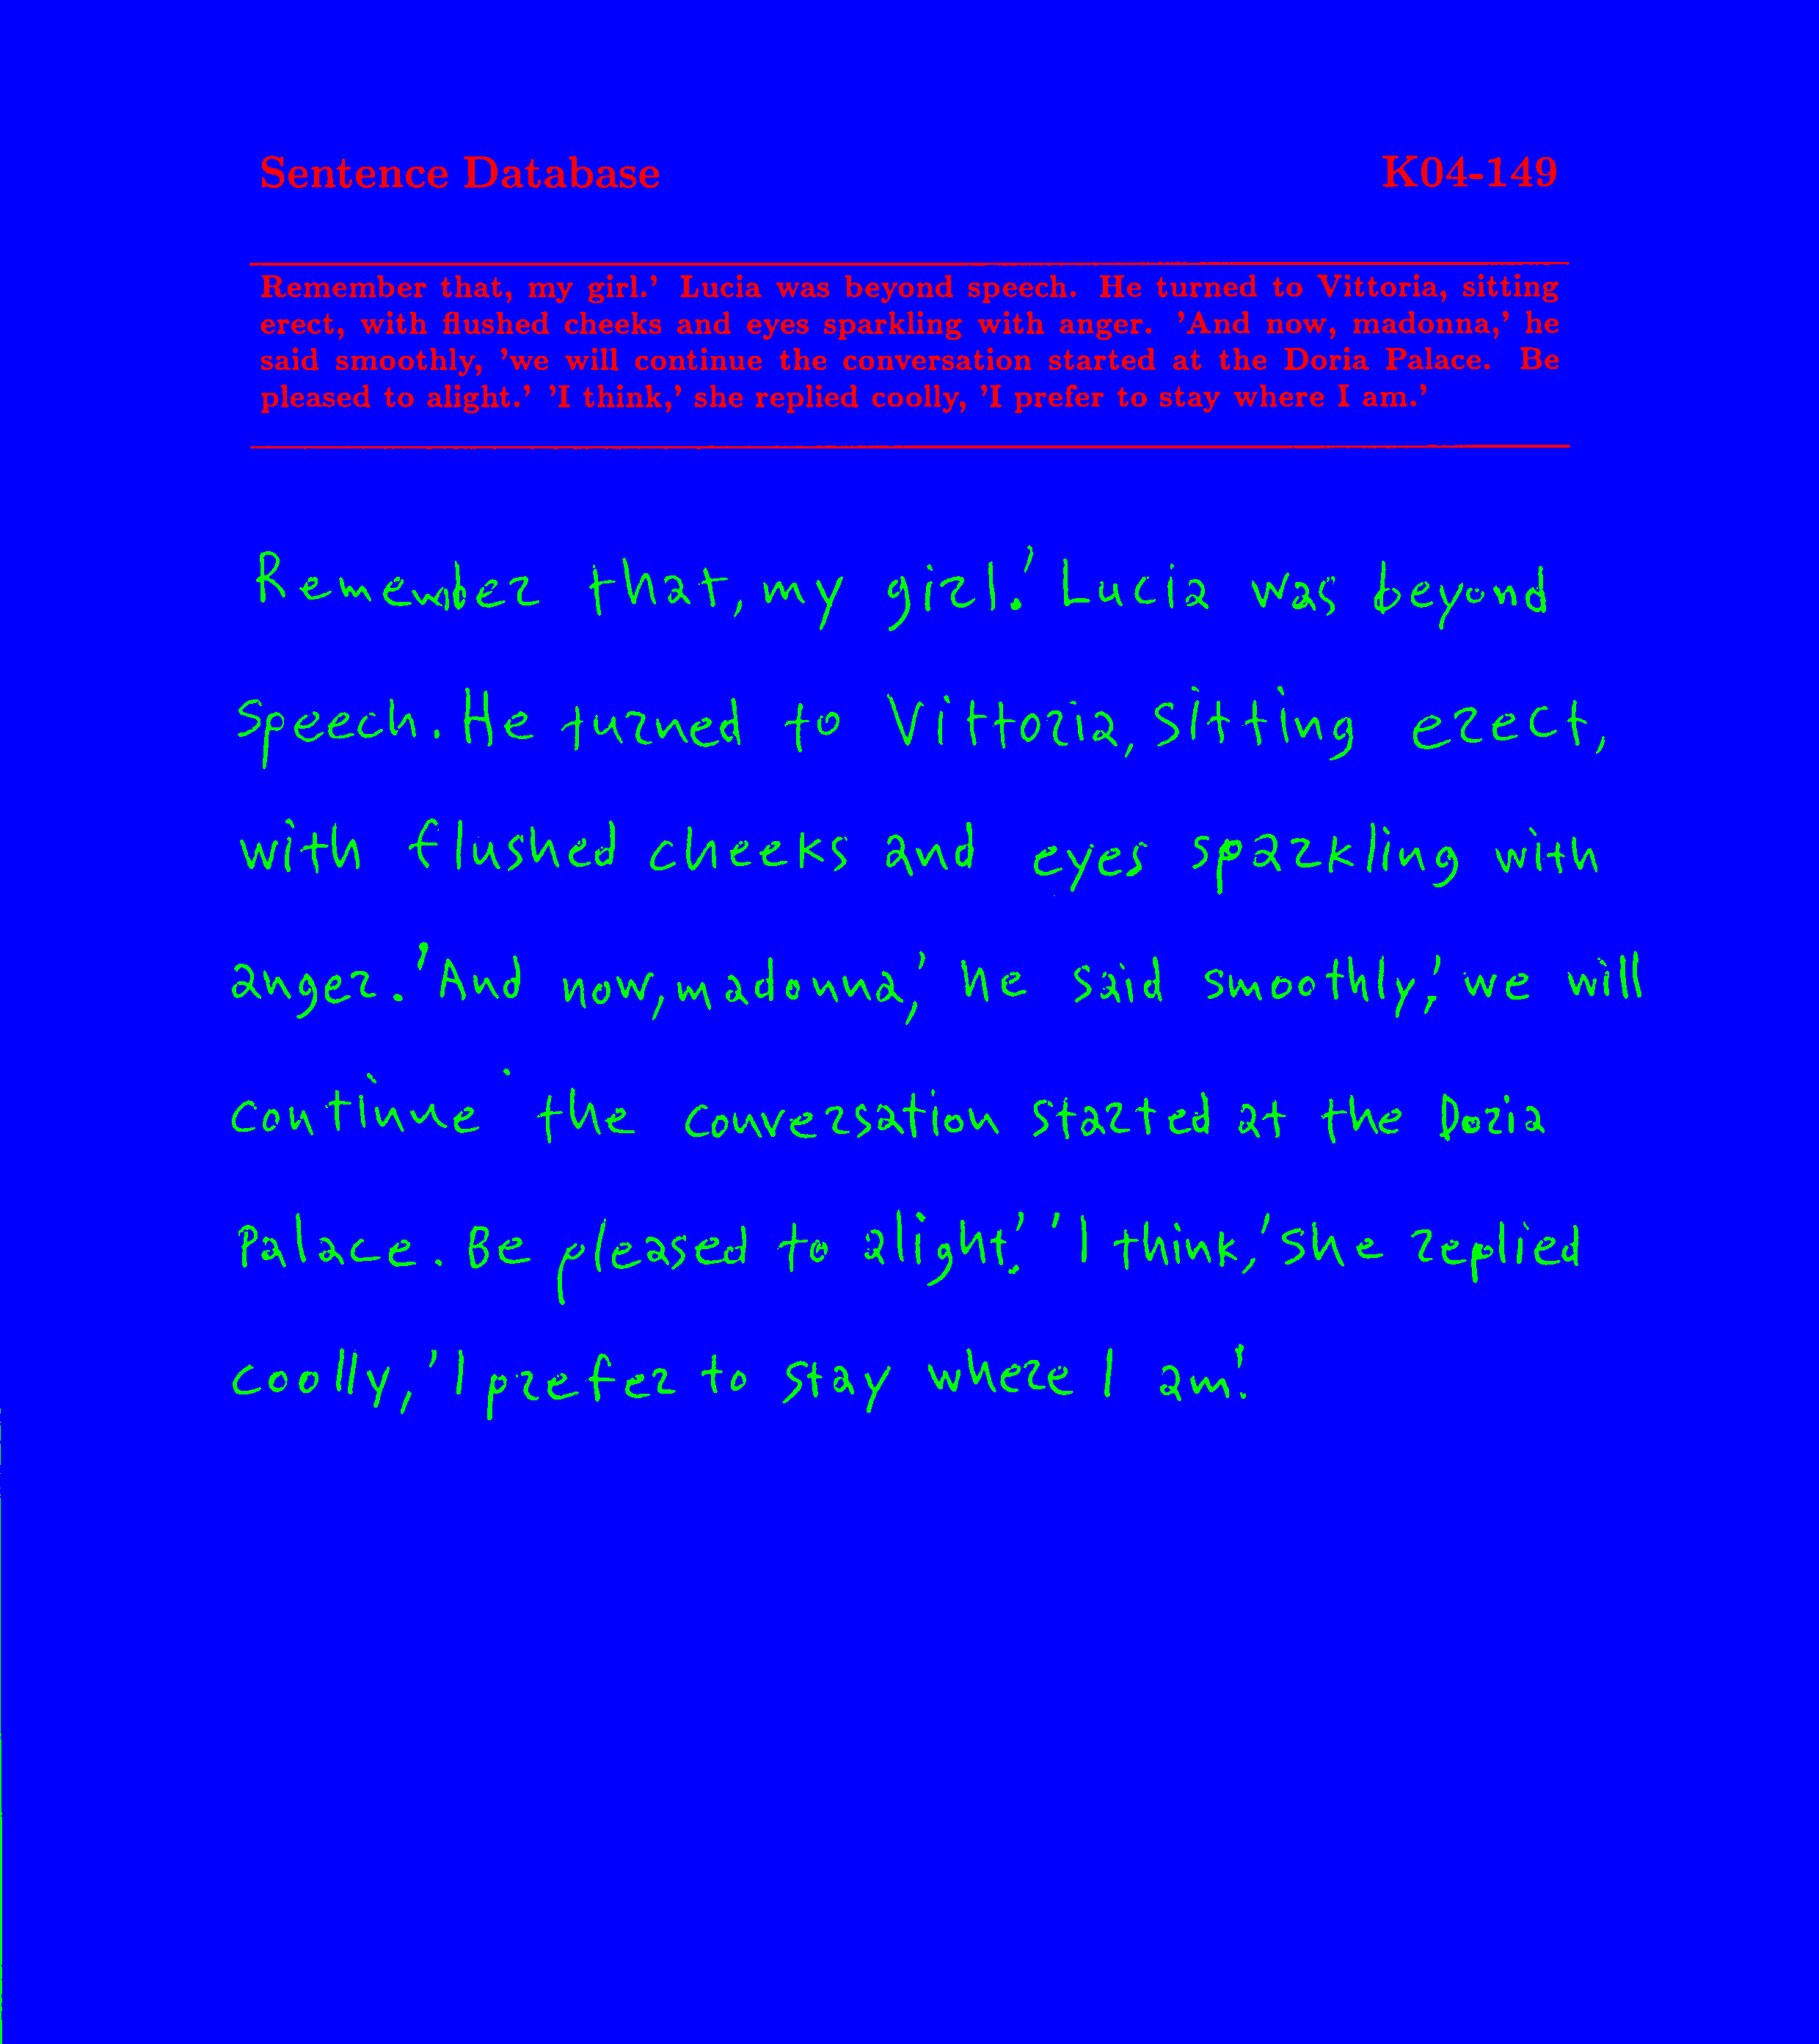 Sentence Database K04-149
Remember that, my girl.' Lucia was beyond speech. He turned to Vittoria, sitting
erect, with flushed cheeks and eyes sparkling with anger. 'And now, madonna,' he
said smoothly, 'we will continue the conversation started at the Doria Palace. Be
pleased to alight.' 'I think,' she replied coolly, 'I prefer to stay where I am.'
Remember that, my girl.' Lucia was beyond
speech. He turned to Vittoria, sitting erect,
with flushed cheeks and eyes sparkling with
anger. 'And now, madonna,' he said smoothly, 'we will
continue the conversation started at the Doria
Palace. Be pleased to alight.' 'I think,' she replied
coolly, 'I prefer to stay where I am.'